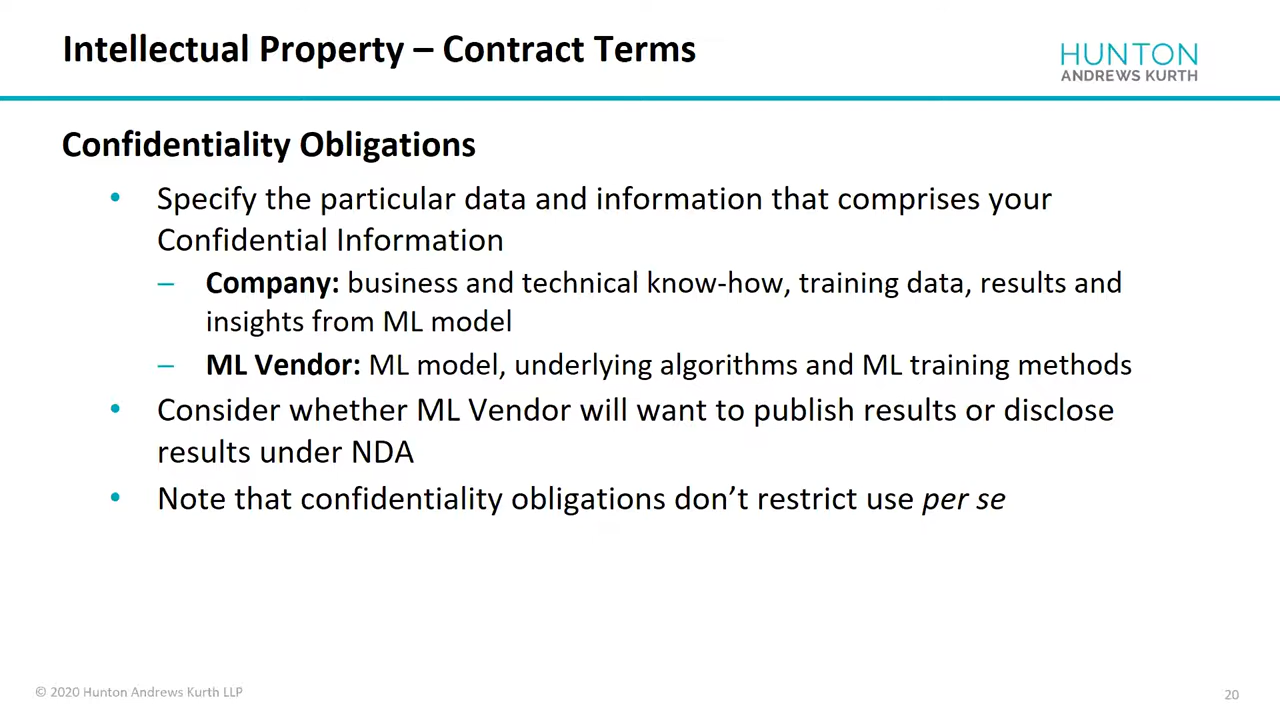 Intellectual Property – Contract Terms
HUNTON
ANDREWS KURTH
Confidentiality Obligations
• Specify the particular data and information that comprises your
Confidential Information
– Company: business and technical know-how, training data, results and
insights from ML model
– ML Vendor: ML model, underlying algorithms and ML training methods
• Consider whether ML Vendor will want to publish results or disclose
results under NDA
• Note that confidentiality obligations don’t restrict use per se
© 2020 Hunton Andrews Kurth LLP
20